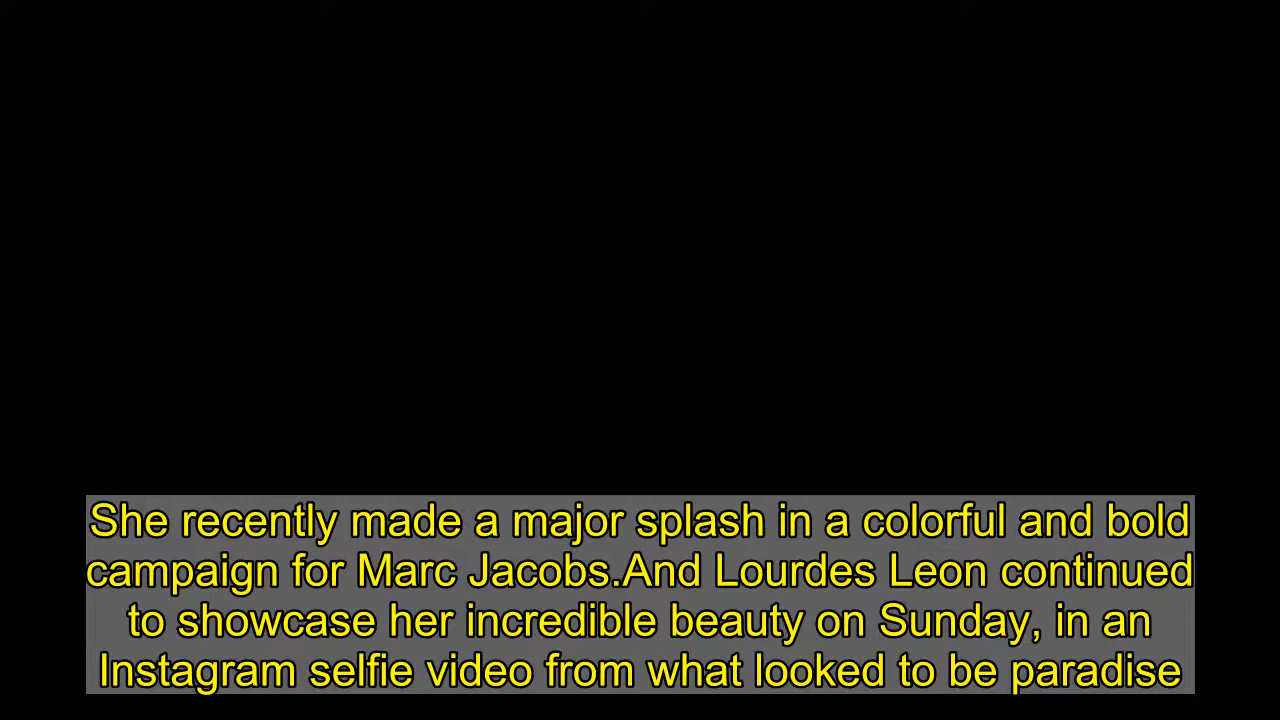 She recently made a major splash in a colorful and bold
campaign for Marc Jacobs.And Lourdes Leon continued
to showcase her incredible beauty on Sunday, in an
Instagram selfie video from what looked to be paradise